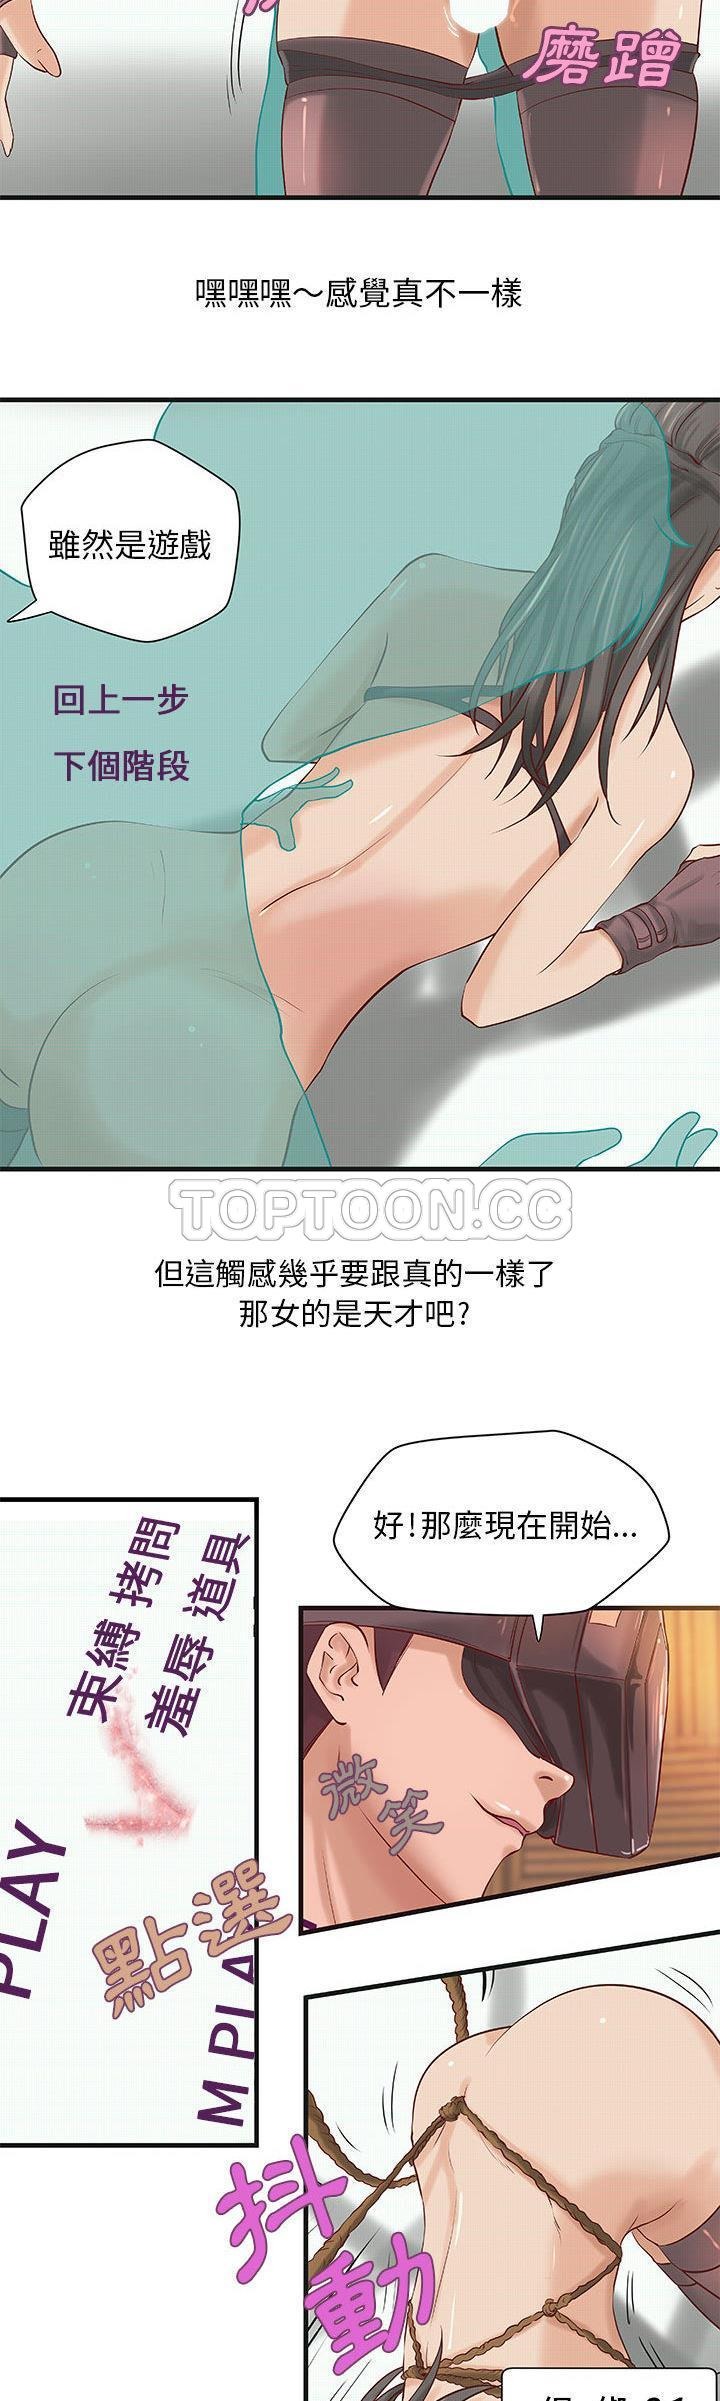 磨蹭
嘿嘿嘿～感覺真不一樣
雖然是遊戲
回上一步
下個階段
TOPTOON.CC
但這觸感幾乎要跟真的一樣了
那女的是天才吧?
好!那麼現在開始...
束縛 拷問
羞辱 道具
微笑
PLAY
點選
M PLA
抖動